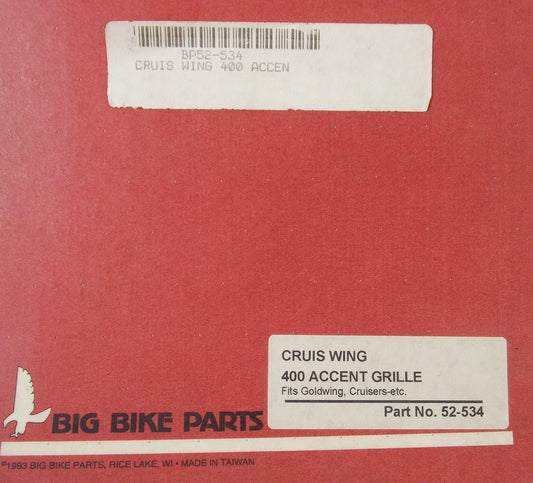 BP52-534
CRUIS WING 400 ACCEN
CRUIS WING
400 ACCENT GRILLE
Fits Goldwing, Cruisers-etc.
Part No. 52-534
BIG BIKE PARTS
©1993 BIG BIKE PARTS, RICE LAKE, WI • MADE IN TAIWAN